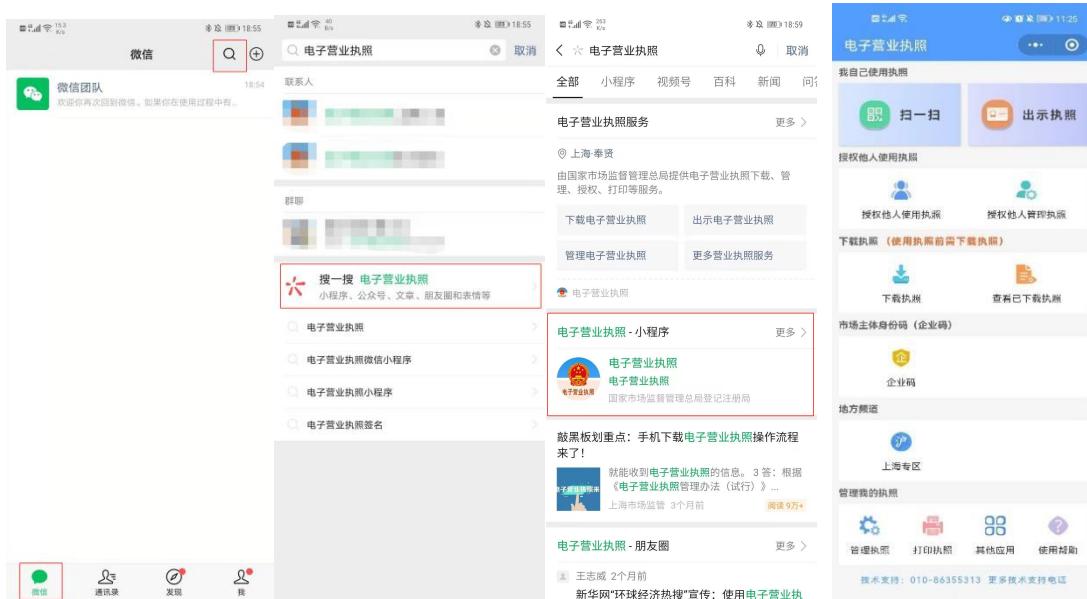 15.3
K/s
18:55
微信
微信团队
18:54
欢迎你再次回到微信。如果你在使用过程中有...
微信
通讯录
发现
我
40
K/s
18:55
电子营业执照
取消
联系人
群聊
搜一搜 电子营业执照
小程序、公众号、文章、朋友圈和表情等
电子营业执照
电子营业执照微信小程序
电子营业执照小程序
电子营业执照签名
263
K/s
18:59
电子营业执照
取消
全部 小程序 视频号 百科 新闻 问答
电子营业执照服务
更多
上海·奉贤
由国家市场监督管理总局提供电子营业执照下载、管
理、授权、打印等服务。
下载电子营业执照
出示电子营业执照
管理电子营业执照
更多营业执照服务
电子营业执照
电子营业执照 - 小程序
更多
电子营业执照
电子营业执照
电子营业执照
国家市场监督管理总局登记注册局
敲黑板划重点：手机下载电子营业执照操作流程
来了！
就能收到电子营业执照的信息。 3 答：根据
《电子营业执照管理办法（试行）》...
上海市场监管 3个月前
阅读 9万+
电子营业执照 - 朋友圈
更多
王志威 2个月前
新华网“环球经济热搜”宣传：使用电子营业执
11:25
电子营业执照
我自己使用执照
扫一扫
出示执照
授权他人使用执照
授权他人使用执照
授权他人管理执照
下载执照（使用执照前需下载执照）
下载执照
查看已下载执照
市场主体身份码（企业码）
企业码
地方频道
上海专区
管理我的执照
管理执照
打印执照
其他应用
使用帮助
技术支持：010-86355313 更多技术支持电话